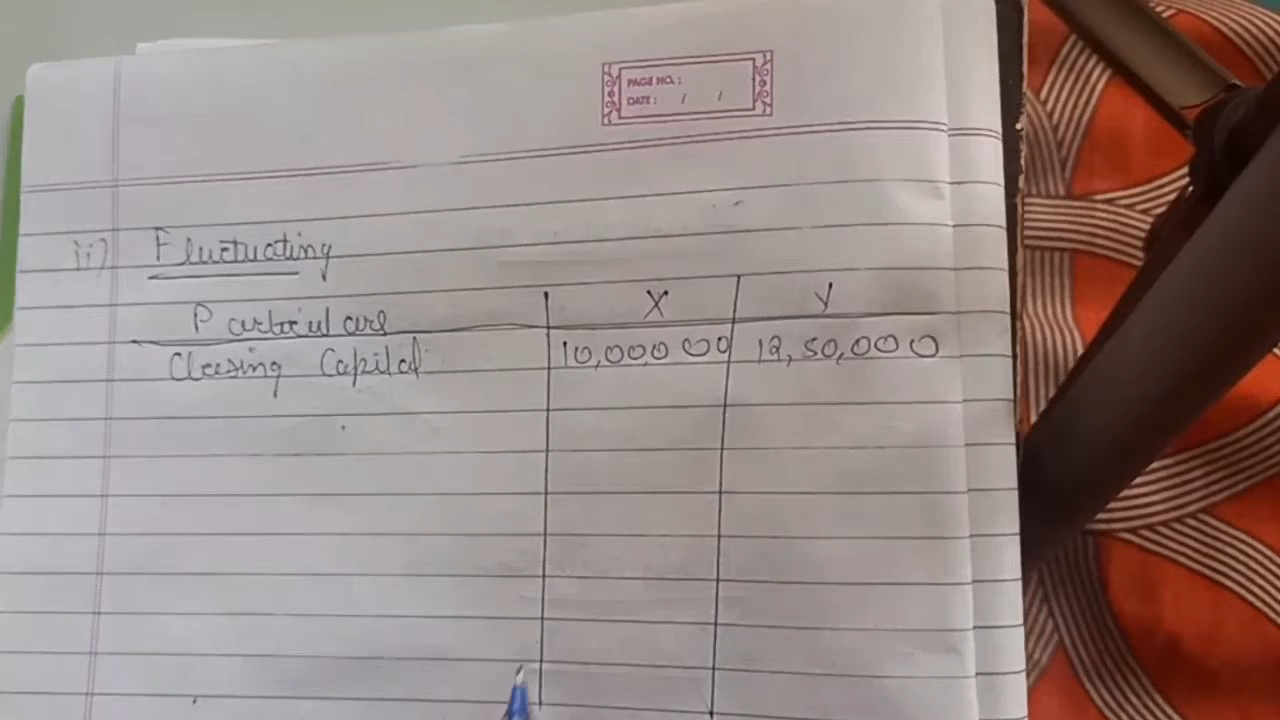 PAGE NO.:
DATE: / /
ii) Fluctuating
Particulars X Y
Closing Capital 10,000 00 12,50,000